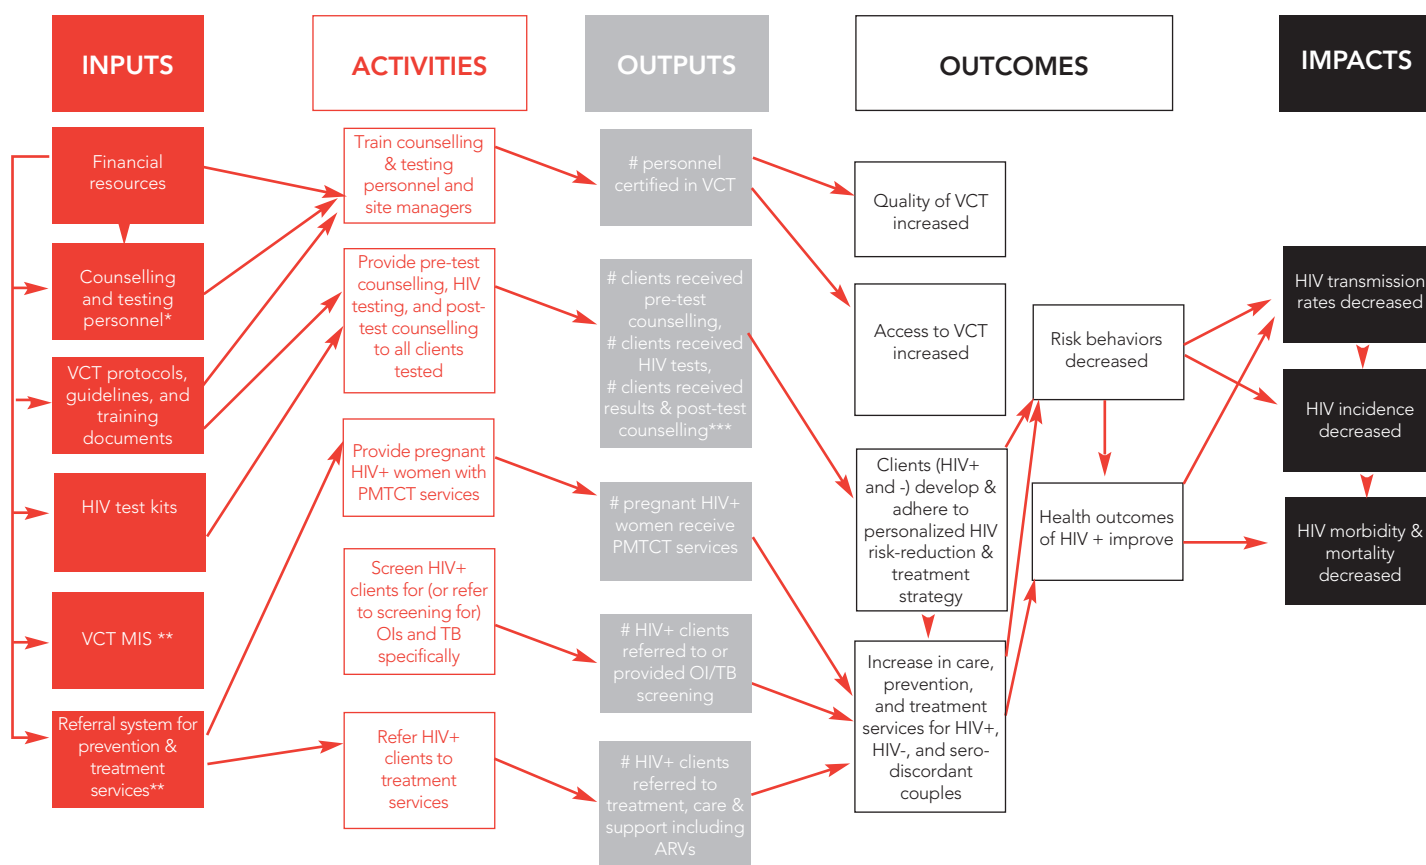 INPUTS
ACTIVITIES
OUTPUTS
OUTCOMES
IMPACTS
Financial
resources
Counselling
and testing
personnel*
VCT protocols,
guidelines, and
training
documents
HIV test kits
VCT MIS **
Referral system for
prevention &
treatment
services**
Train counselling
& testing
personnel and
site managers
Provide pre-test
counselling, HIV
testing, and post-
test counselling
to all clients
tested
Provide pregnant
HIV+ women with
PMTCT services
Screen HIV+
clients for (or refer
to screening for)
OIs and TB
specifically
Refer HIV+
clients to
treatment
services
# personnel
certified in VCT
# clients received
pre-test
counselling,
# clients received
HIV tests,
# clients received
results & post-test
counselling***
# pregnant HIV+
women receive
PMTCT services
# HIV+ clients
referred to or
provided OI/TB
screening
# HIV+ clients
referred to
treatment, care &
support including
ARVs
Quality of VCT
increased
Access to VCT
increased
Clients (HIV+
and -) develop &
adhere to
personalized HIV
risk-reduction &
treatment
strategy
Increase in care,
prevention,
and treatment
services for HIV+,
HIV-, and sero-
discordant
couples
Risk behaviors
decreased
Health outcomes
of HIV + improve
HIV transmission
rates decreased
HIV incidence
decreased
HIV morbidity &
mortality
decreased